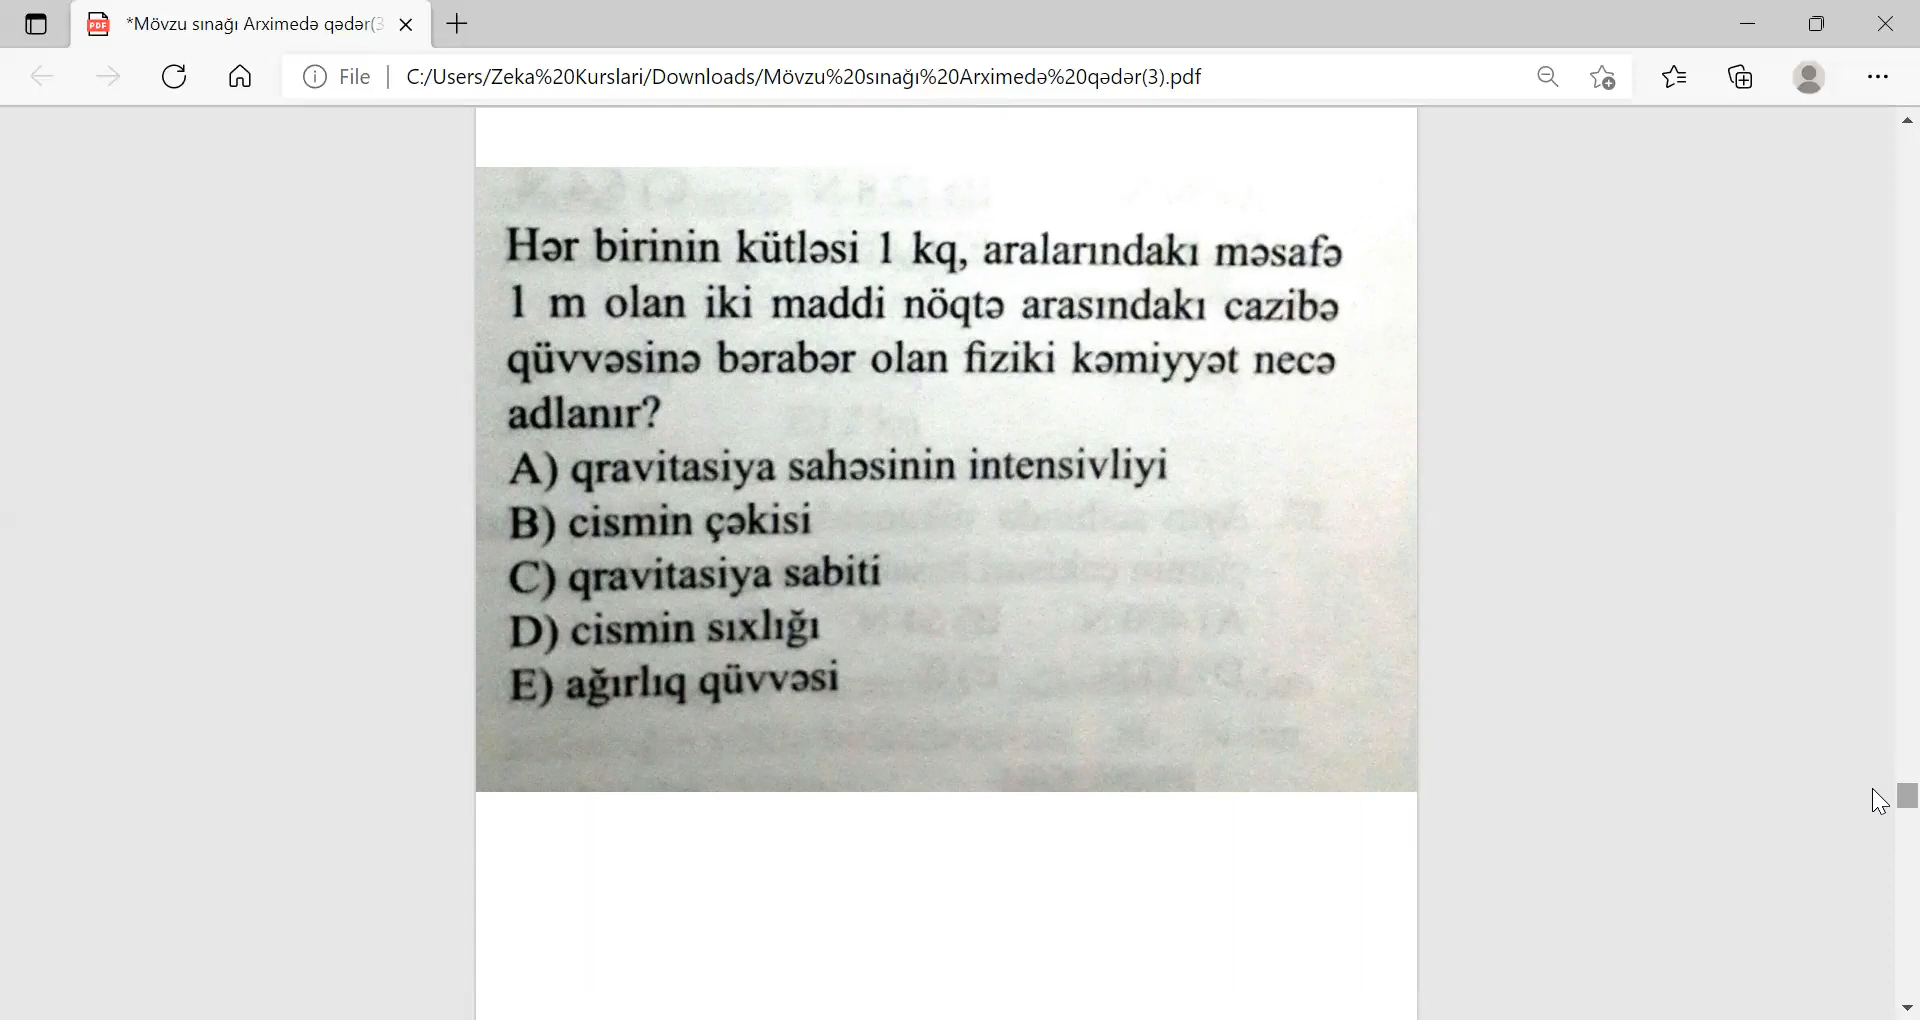 *Mövzu sınağı Arximedə qədər(3
File
C:/Users/Zeka%20Kurslari/Downloads/Mövzu%20sınağı%20Arximedə%20qədər(3).pdf
Hər birinin kütləsi 1 kq, aralarındakı məsafə
1 m olan iki maddi nöqtə arasındakı cazibə
qüvvəsinə bərabər olan fiziki kəmiyyət necə
adlanır?
A) qravitasiya sahəsinin intensivliyi
B) cismin çəkisi
C) qravitasiya sabiti
D) cismin sıxlığı
E) ağırlıq qüvvəsi